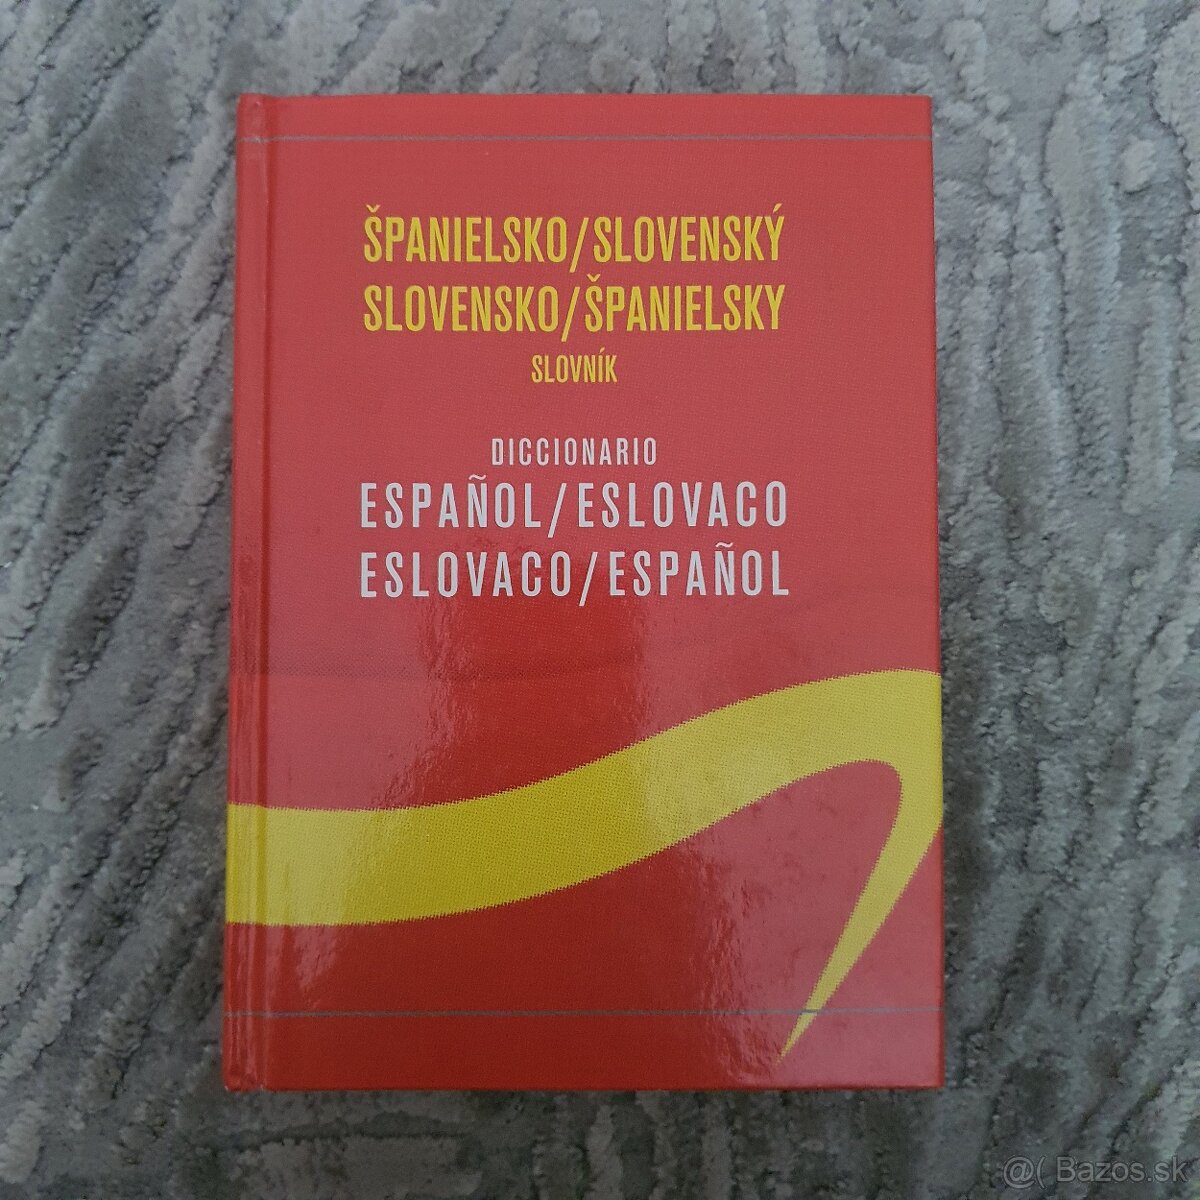 ŠPANIELSKO/SLOVENSKÝ
SLOVENSKO/ŠPANIELSKY
SLOVNÍK
DICCIONARIO
ESPAÑOL/ESLOVACO
ESLOVACO/ESPAÑOL
@( Bazos.sk